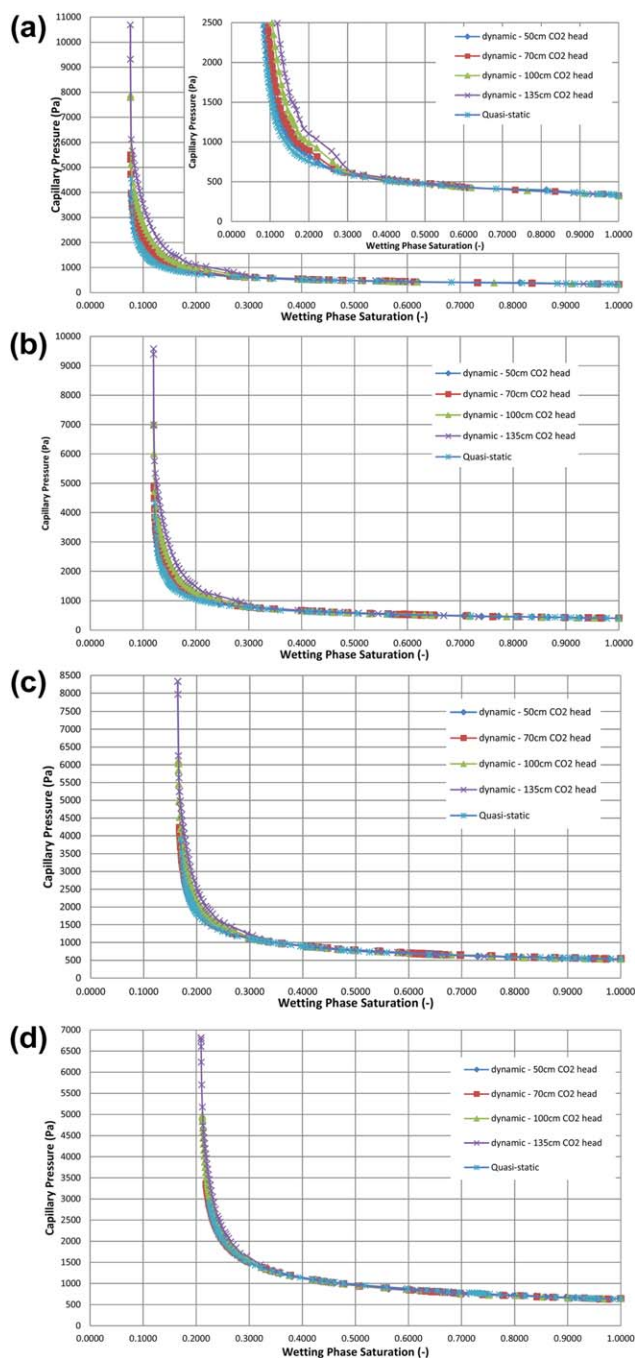 (a)
11000
10000
9000
8000
7000
6000
5000
4000
3000
2000
1000
0
Capillary Pressure (Pa)
0.0000 0.1000 0.2000 0.3000 0.4000 0.5000 0.6000 0.7000 0.8000 0.9000 1.0000
Wetting Phase Saturation (-)
2500
2000
1500
1000
500
0
Capillary Pressure (Pa)
dynamic - 50cm CO2 head
dynamic - 70cm CO2 head
dynamic - 100cm CO2 head
dynamic - 135cm CO2 head
Quasi-static
0.0000 0.1000 0.2000 0.3000 0.4000 0.5000 0.6000 0.7000 0.8000 0.9000 1.0000
Wetting Phase Saturation (-)
(b)
10000
9000
8000
7000
6000
5000
4000
3000
2000
1000
0
Capillary Pressure (Pa)
dynamic - 50cm CO2 head
dynamic - 70cm CO2 head
dynamic - 100cm CO2 head
dynamic - 135cm CO2 head
Quasi-static
0.0000 0.1000 0.2000 0.3000 0.4000 0.5000 0.6000 0.7000 0.8000 0.9000 1.0000
Wetting Phase Saturation (-)
(c)
8500
8000
7500
7000
6500
6000
5500
5000
4500
4000
3500
3000
2500
2000
1500
1000
500
0
Capillary Pressure (Pa)
dynamic - 50cm CO2 head
dynamic - 70cm CO2 head
dynamic - 100cm CO2 head
dynamic - 135cm CO2 head
Quasi-static
0.0000 0.1000 0.2000 0.3000 0.4000 0.5000 0.6000 0.7000 0.8000 0.9000 1.0000
Wetting Phase Saturation (-)
(d)
7000
6500
6000
5500
5000
4500
4000
3500
3000
2500
2000
1500
1000
500
0
Capillary Pressure (Pa)
dynamic - 50cm CO2 head
dynamic - 70cm CO2 head
dynamic - 100cm CO2 head
dynamic - 135cm CO2 head
Quasi-static
0.0000 0.1000 0.2000 0.3000 0.4000 0.5000 0.6000 0.7000 0.8000 0.9000 1.0000
Wetting Phase Saturation (-)